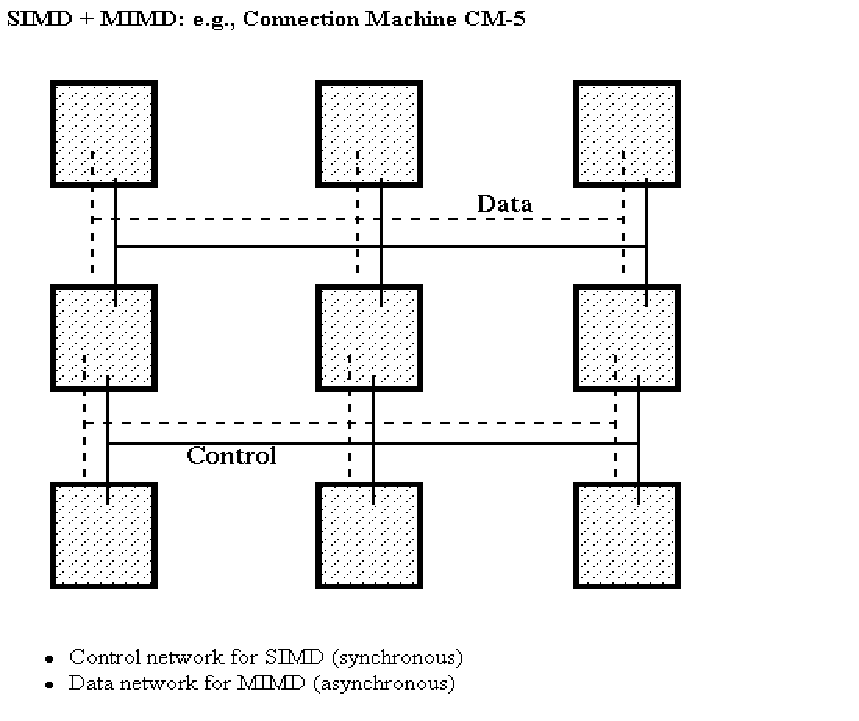 SIMD + MIMD: e.g., Connection Machine CM-5
Data
Control
• Control network for SIMD (synchronous)
• Data network for MIMD (asynchronous)